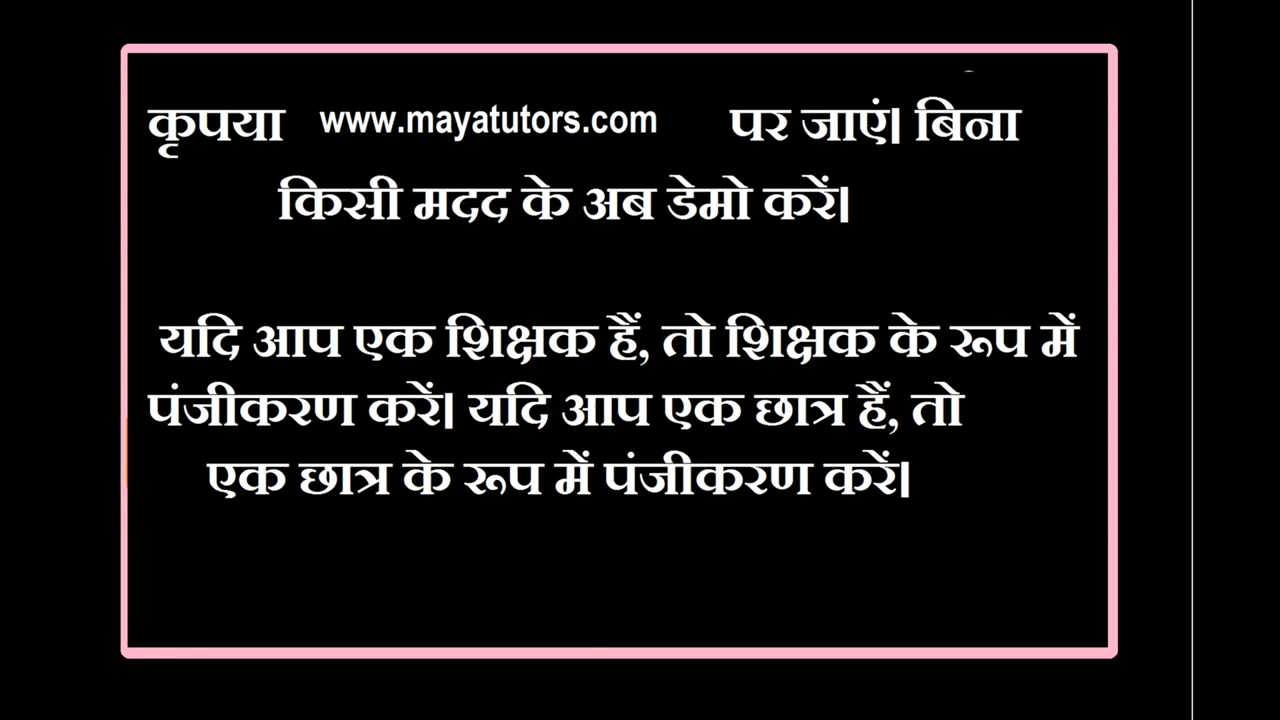 कृपया www.mayatutors.com पर जाएं। बिना
किसी मदद के अब डेमो करें।
यदि आप एक शिक्षक हैं, तो शिक्षक के रूप में
पंजीकरण करें। यदि आप एक छात्र हैं, तो
एक छात्र के रूप में पंजीकरण करें।